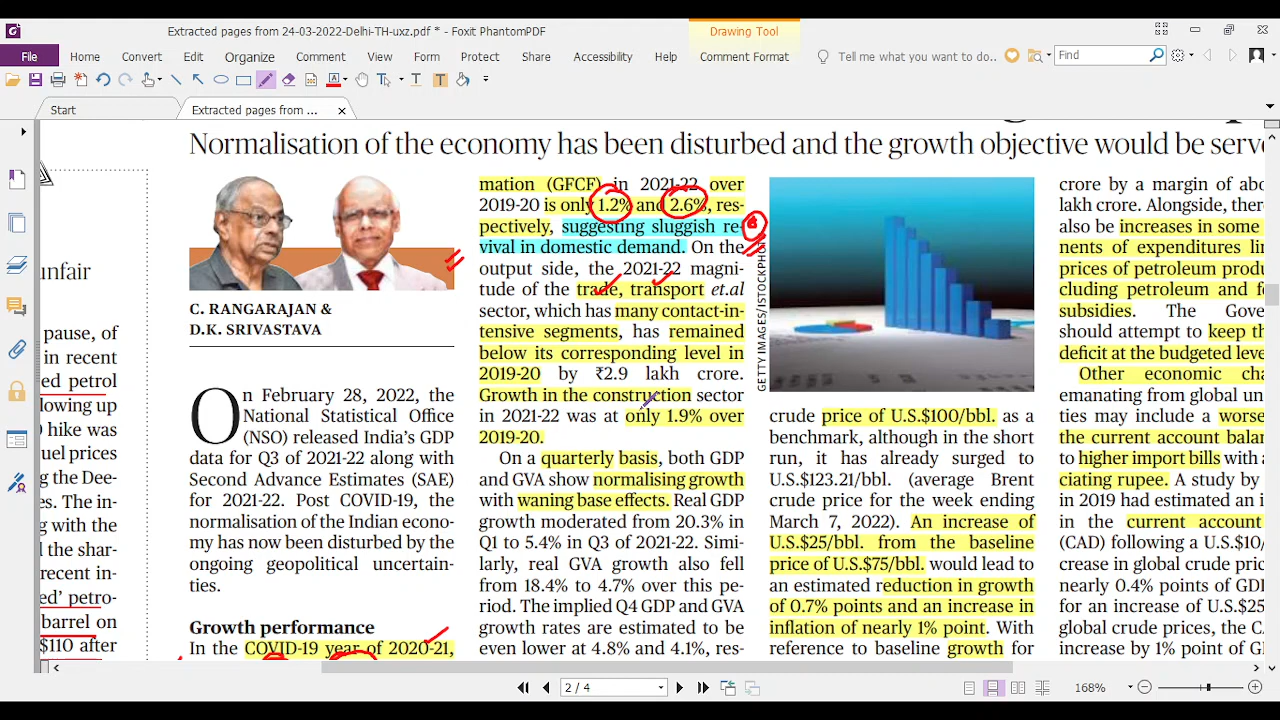 Extracted pages from 24-03-2022-Delhi-TH-uxz.pdf * - Foxit PhantomPDF
Drawing Tool
File
Home
Convert
Edit
Organize
Comment
View
Form
Protect
Share
Accessibility
Help
Comment Format
Tell me what you want to do..
Find
Start
Extracted pages from ...
Normalisation of the economy has been disturbed and the growth objective would be serve
unfair
pause, of
in recent
ed petrol
lowing up
hike was
uel prices
g the Dee-
es. The in-
g with the
l the shar-
recent in-
ed' petro-
barrel on
$110 after
C. RANGARAJAN &
D.K. SRIVASTAVA
On February 28, 2022, the
National Statistical Office
(NSO) released India's GDP
data for Q3 of 2021-22 along with
Second Advance Estimates (SAE)
for 2021-22. Post COVID-19, the
normalisation of the Indian econo-
my has now been disturbed by the
ongoing geopolitical uncertain-
ties.
Growth performance
In the COVID-19 year of 2020-21,
mation (GFCF) in 2021-22 over
2019-20 is only 1.2% and 2.6%, res-
pectively, suggesting sluggish re-
vival in domestic demand. On the
output side, the 2021-22 magni-
tude of the trade, transport et.al
sector, which has many contact-in-
tensive segments, has remained
below its corresponding level in
2019-20 by ₹2.9 lakh crore.
Growth in the construction sector
in 2021-22 was at only 1.9% over
2019-20.
On a quarterly basis, both GDP
and GVA show normalising growth
with waning base effects. Real GDP
growth moderated from 20.3% in
Q1 to 5.4% in Q3 of 2021-22. Simi-
larly, real GVA growth also fell
from 18.4% to 4.7% over this pe-
riod. The implied Q4 GDP and GVA
growth rates are estimated to be
even lower at 4.8% and 4.1%, res-
GETTY IMAGES/ISTOCKPHO
crude price of U.S.$100/bbl. as a
benchmark, although in the short
run, it has already surged to
U.S.$123.21/bbl. (average Brent
crude price for the week ending
March 7, 2022). An increase of
U.S.$25/bbl. from the baseline
price of U.S.$75/bbl. would lead to
an estimated reduction in growth
of 0.7% points and an increase in
inflation of nearly 1% point. With
reference to baseline growth for
crore by a margin of abo
lakh crore. Alongside, ther
also be increases in some
nents of expenditures lin
prices of petroleum produ
cluding petroleum and fe
subsidies. The Gove
should attempt to keep th
deficit at the budgeted leve
Other economic cha
emanating from global un
ties may include a worse
the current account balan
to higher import bills with a
ciating rupee. A study by
in 2019 had estimated an i
in the current account
(CAD) following a U.S.$10/
crease in global crude pric
nearly 0.4% points of GD
for an increase of U.S.$25
global crude prices, the CA
increase by 1% point of G
2 / 4
168%